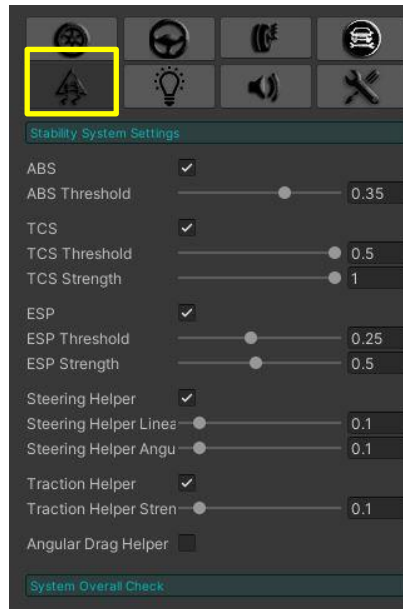 Stability System Settings
ABS
ABS Threshold 0.35
TCS
TCS Threshold 0.5
TCS Strength 1
ESP
ESP Threshold 0.25
ESP Strength 0.5
Steering Helper
Steering Helper Linea 0.1
Steering Helper Angu 0.1
Traction Helper
Traction Helper Stren 0.1
Angular Drag Helper
System Overall Check